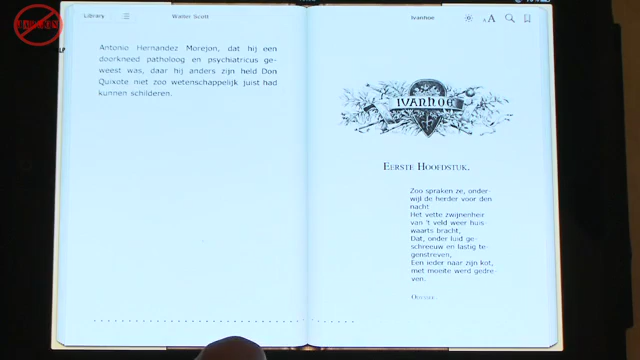 Library
Walter Scott
Ivanhoe
AA
Antonio Hernandez Morejon, dat hij een
doorkneed patholoog en psychiatricus ge-
weest was, daar hij anders zijn held Don
Quixote niet zoo wetenschappelijk juist had
kunnen schilderen.
IVANHOE
Eerste Hoofdstuk.
Zoo spraken ze, onder-
wijl de herder voor den
nacht
Het vette zwijnenheir
van 't veld weer huis-
waarts bracht,
Dat, onder luid ge-
schreeuw en lastig te-
genstreven,
Een ieder naar zijn kot,
met moeite werd gedre-
ven.